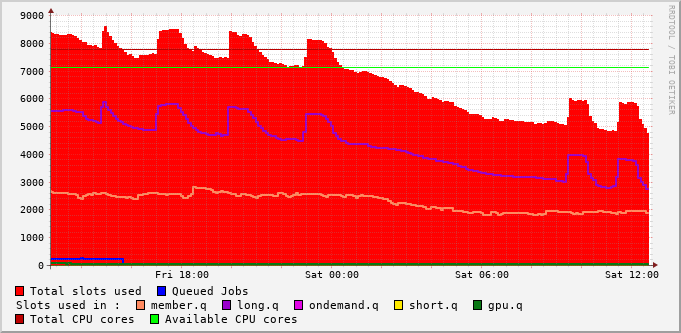 RRDTOOL / TOBI OETIKER
9000
8000
7000
6000
5000
4000
3000
2000
1000
0
Fri 18:00 Sat 00:00 Sat 06:00 Sat 12:00
Total slots used Queued Jobs
Slots used in : member.q long.q ondemand.q short.q gpu.q
Total CPU cores Available CPU cores